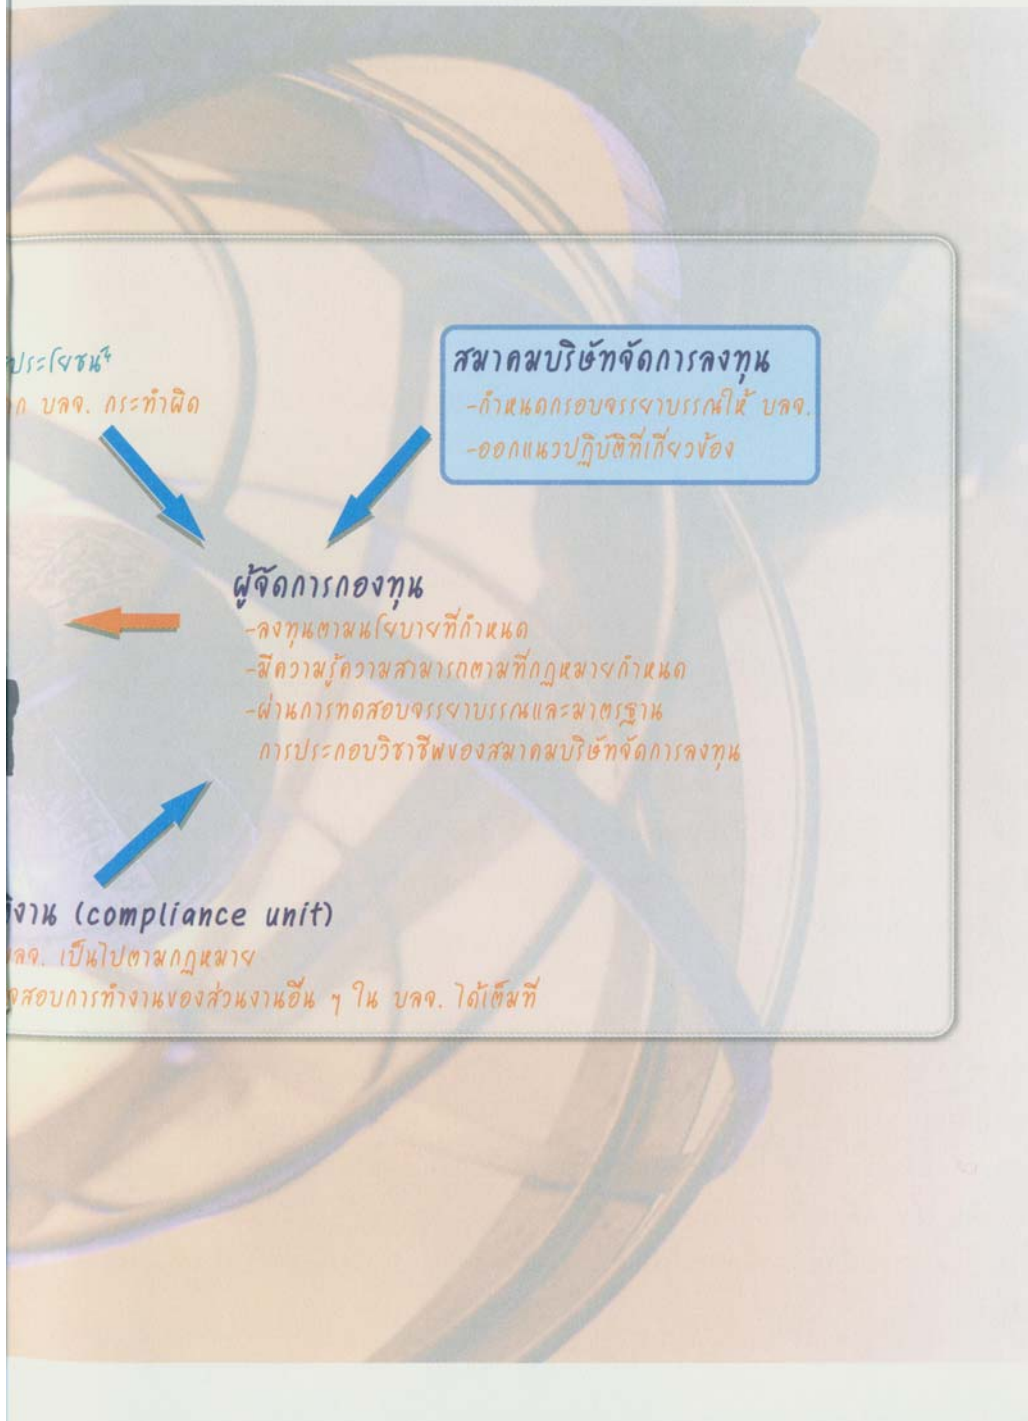 ประโยชน์๕
บลจ. กระทำผิด
สมาคมบริษัทจัดการลงทุน
-กำหนดกรอบจรรยาบรรณให้ บลจ.
-ออกแนวปฏิบัติที่เกี่ยวข้อง
ผู้จัดการกองทุน
-ลงทุนตามนโยบายที่กำหนด
-มีความรู้ความสามารถตามที่กฎหมายกำหนด
-ผ่านการทดสอบจรรยาบรรณและมาตรฐาน
การประกอบวิชาชีพของสมาคมบริษัทจัดการลงทุน
งาน (compliance unit)
บลจ. เป็นไปตามกฎหมาย
จสอบการทำงานของส่วนงานอื่น ๆ ใน บลจ. ได้เต็มที่